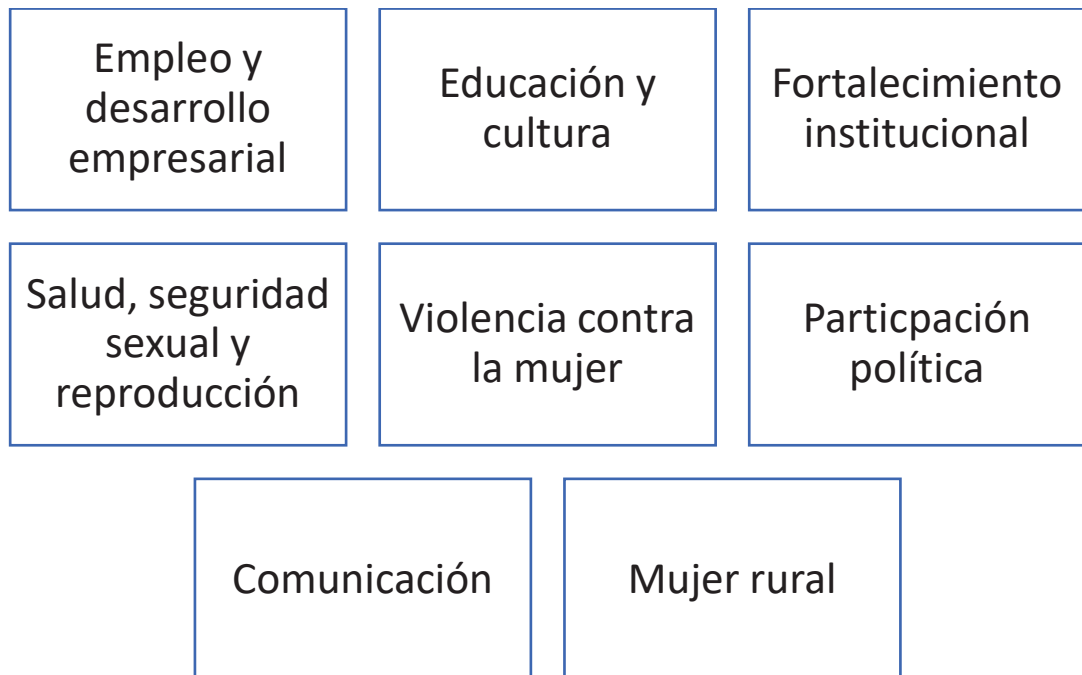 Empleo y
desarrollo
empresarial
Educación y
cultura
Fortalecimiento
institucional
Salud, seguridad
sexual y
reproducción
Violencia contra
la mujer
Particpación
política
Comunicación
Mujer rural